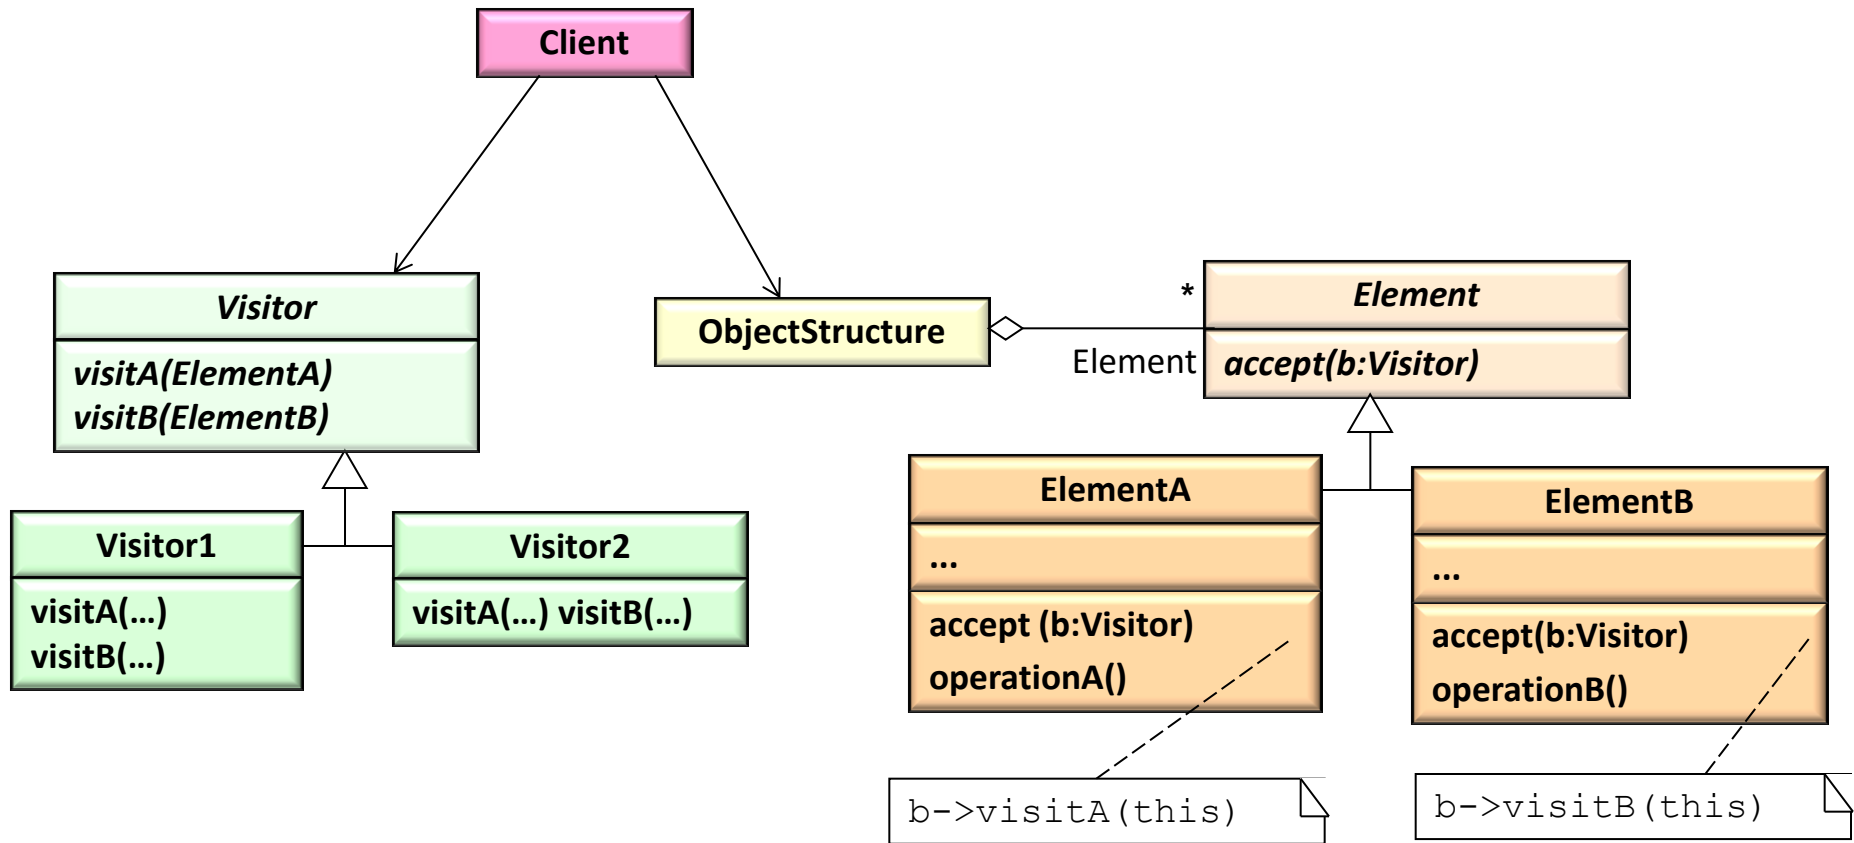 Client
Visitor
visitA(ElementA)
visitB(ElementB)
ObjectStructure
*
Element
Element
accept(b:Visitor)
Visitor1
visitA(...)
visitB(...)
Visitor2
visitA(...) visitB(...)
ElementA
...
accept (b:Visitor)
operationA()
ElementB
...
accept(b:Visitor)
operationB()
b->visitA(this)
b->visitB(this)